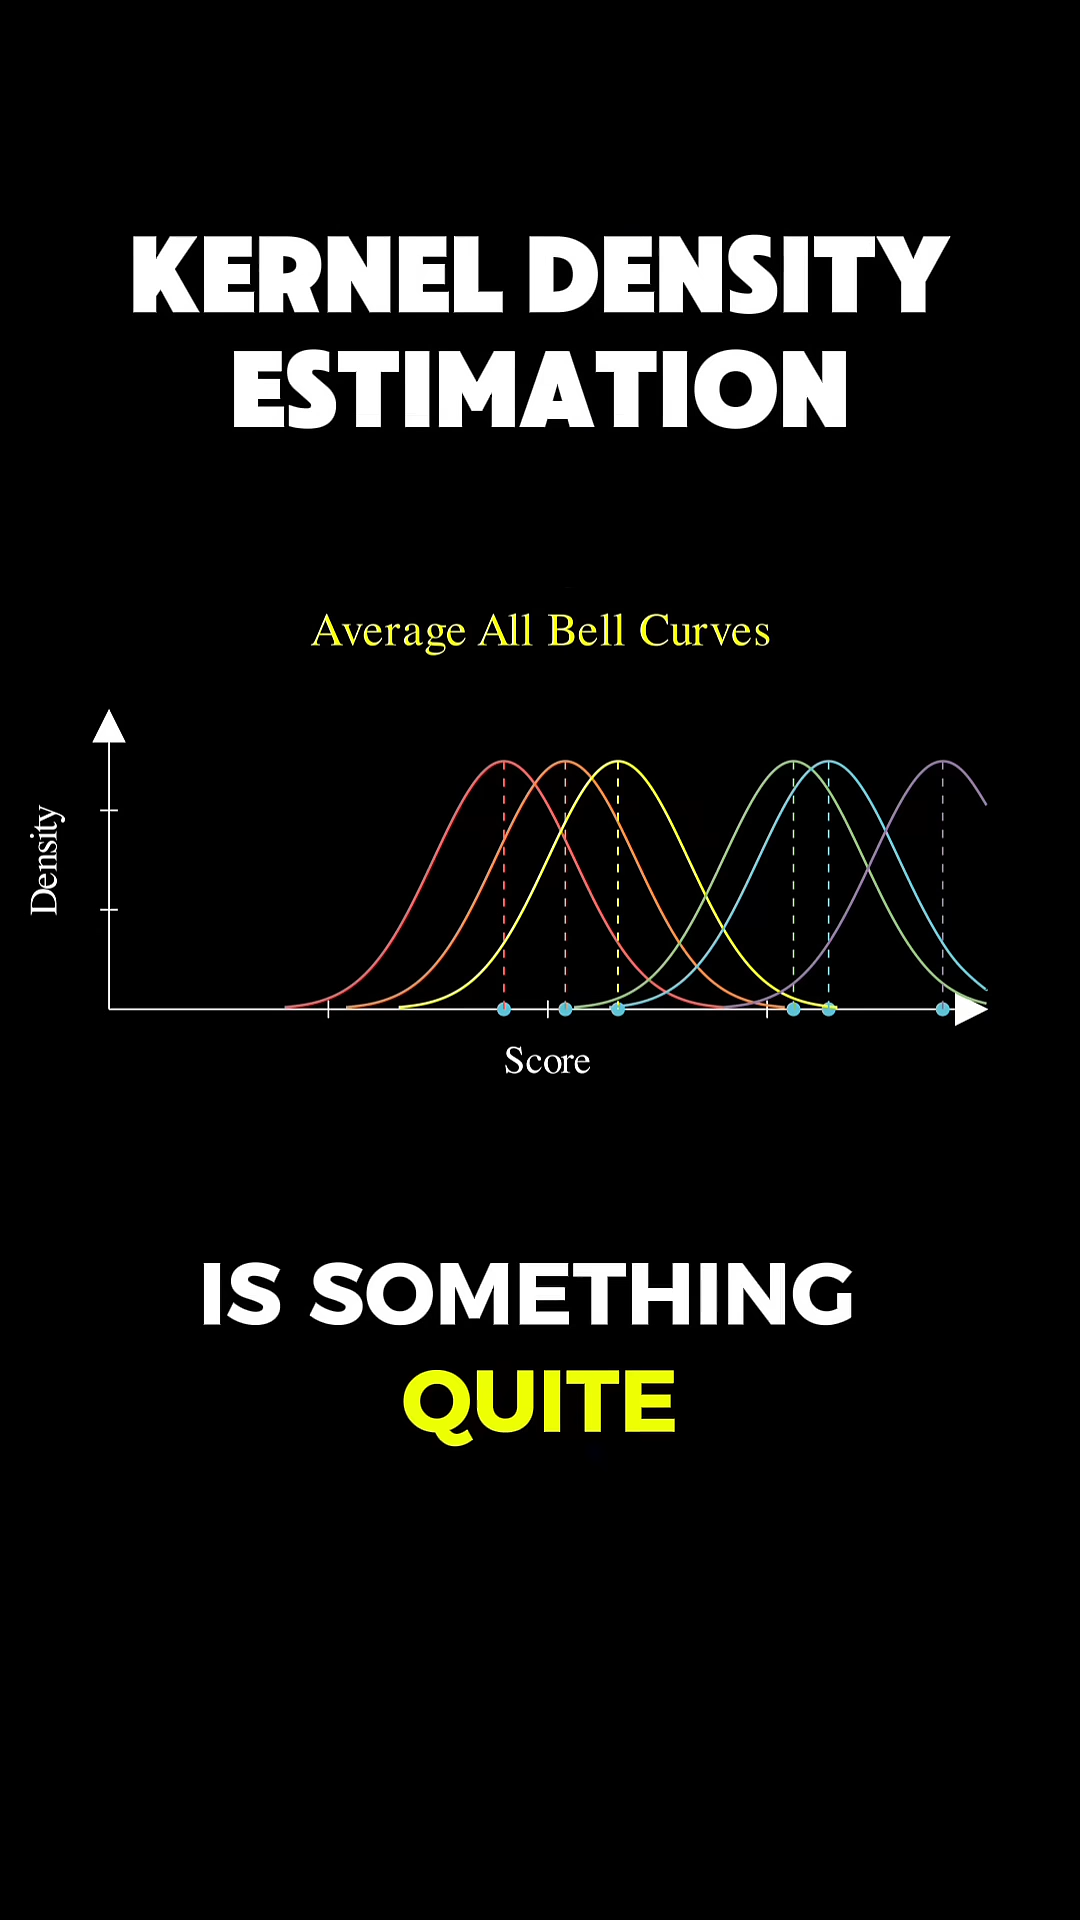 KERNEL DENSITY
ESTIMATION
Average All Bell Curves
Density
Score
IS SOMETHING
QUITE